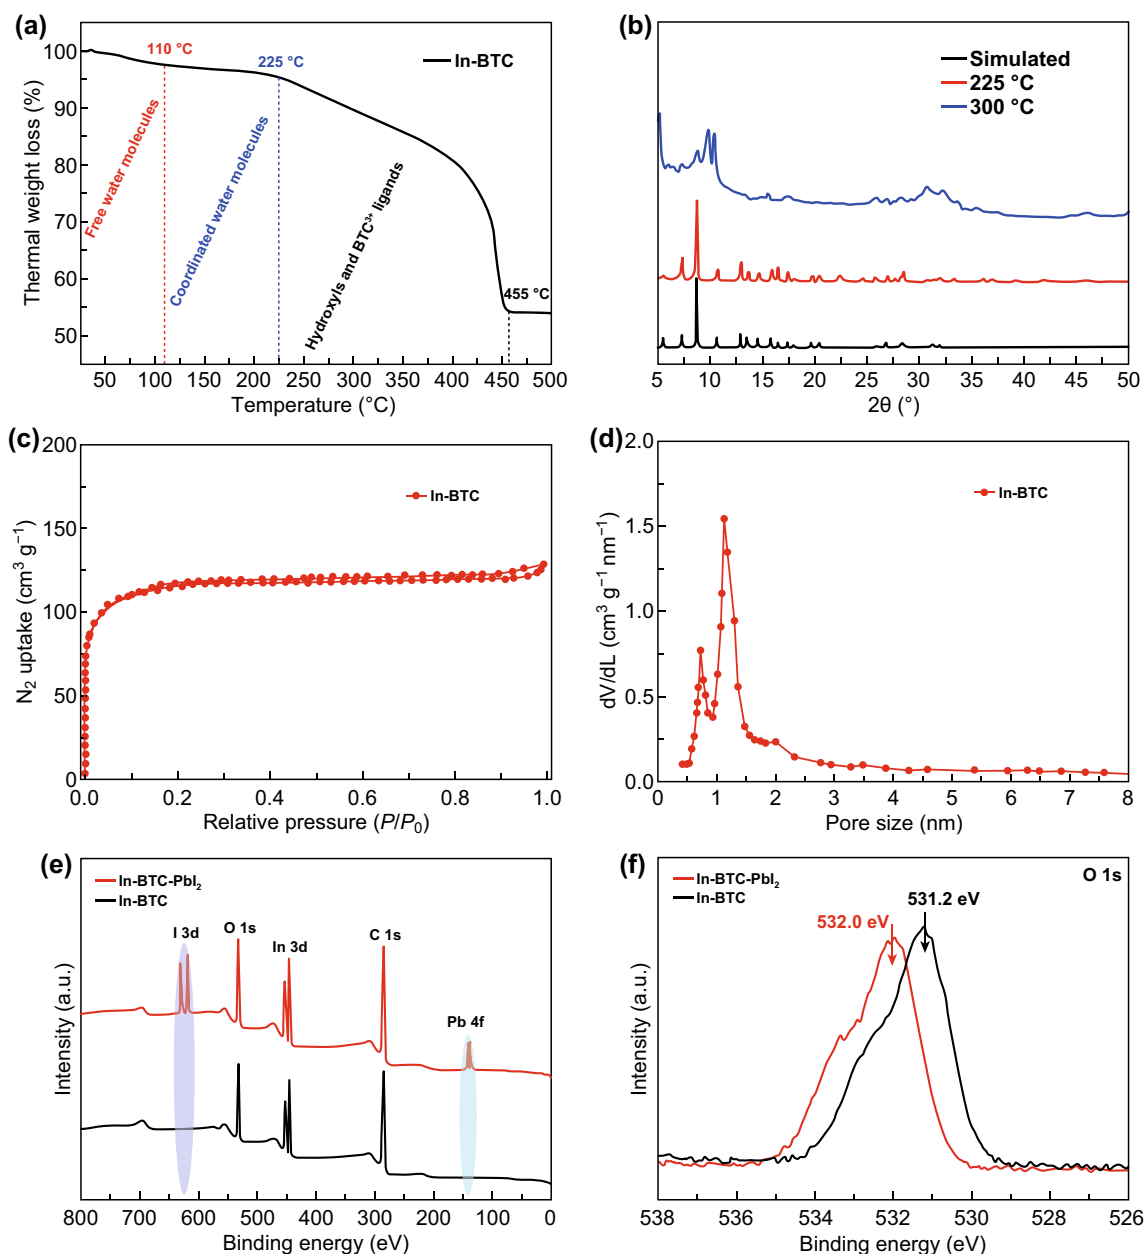 (a)
Thermal weight loss (%)
100
90
80
70
60
50
110 °C
225 °C
In-BTC
Free water molecules
Coordinated water molecules
Hydroxyls and BTC³⁺ ligands
455 °C
50 100 150 200 250 300 350 400 450 500
Temperature (°C)
(b)
Simulated
225 °C
300 °C
Intensity (a.u.)
5 10 15 20 25 30 35 40 45 50
2θ (°)
(c)
N₂ uptake (cm³ g⁻¹)
200
150
100
50
0
In-BTC
0.0 0.2 0.4 0.6 0.8 1.0
Relative pressure (P/P₀)
(d)
dV/dL (cm³ g⁻¹ nm⁻¹)
2.0
1.5
1.0
0.5
0.0
In-BTC
0 1 2 3 4 5 6 7 8
Pore size (nm)
(e)
Intensity (a.u.)
In-BTC-PbI₂
In-BTC
I 3d
O 1s
In 3d
C 1s
Pb 4f
800 700 600 500 400 300 200 100 0
Binding energy (eV)
(f)
Intensity (a.u.)
In-BTC-PbI₂
In-BTC
O 1s
532.0 eV
531.2 eV
538 536 534 532 530 528 526
Binding energy (eV)